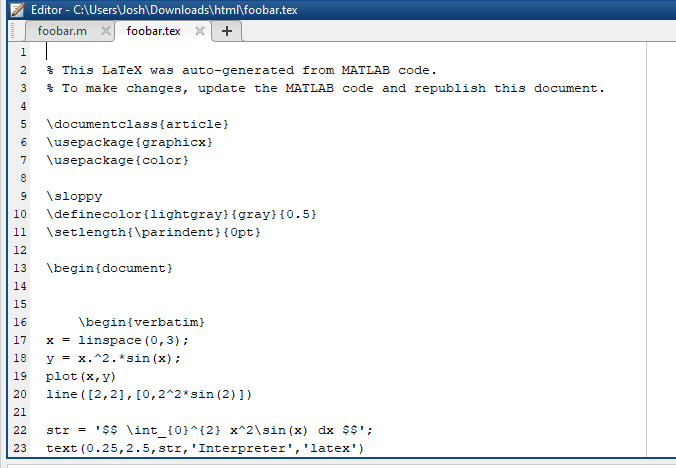 Editor - C:\Users\Josh\Downloads\html\foobar.tex
foobar.m × foobar.tex × +
1
2 % This LaTeX was auto-generated from MATLAB code.
3 % To make changes, update the MATLAB code and republish this document.
4
5 \documentclass{article}
6 \usepackage{graphicx}
7 \usepackage{color}
8
9 \sloppy
10 \definecolor{lightgray}{gray}{0.5}
11 \setlength{\parindent}{0pt}
12
13 \begin{document}
14
15
16     \begin{verbatim}
17 x = linspace(0,3);
18 y = x.^2.*sin(x);
19 plot(x,y)
20 line([2,2],[0,2^2*sin(2)])
21
22 str = '$$ \int_{0}^{2} x^2\sin(x) dx $$';
23 text(0.25,2.5,str,'Interpreter','latex')